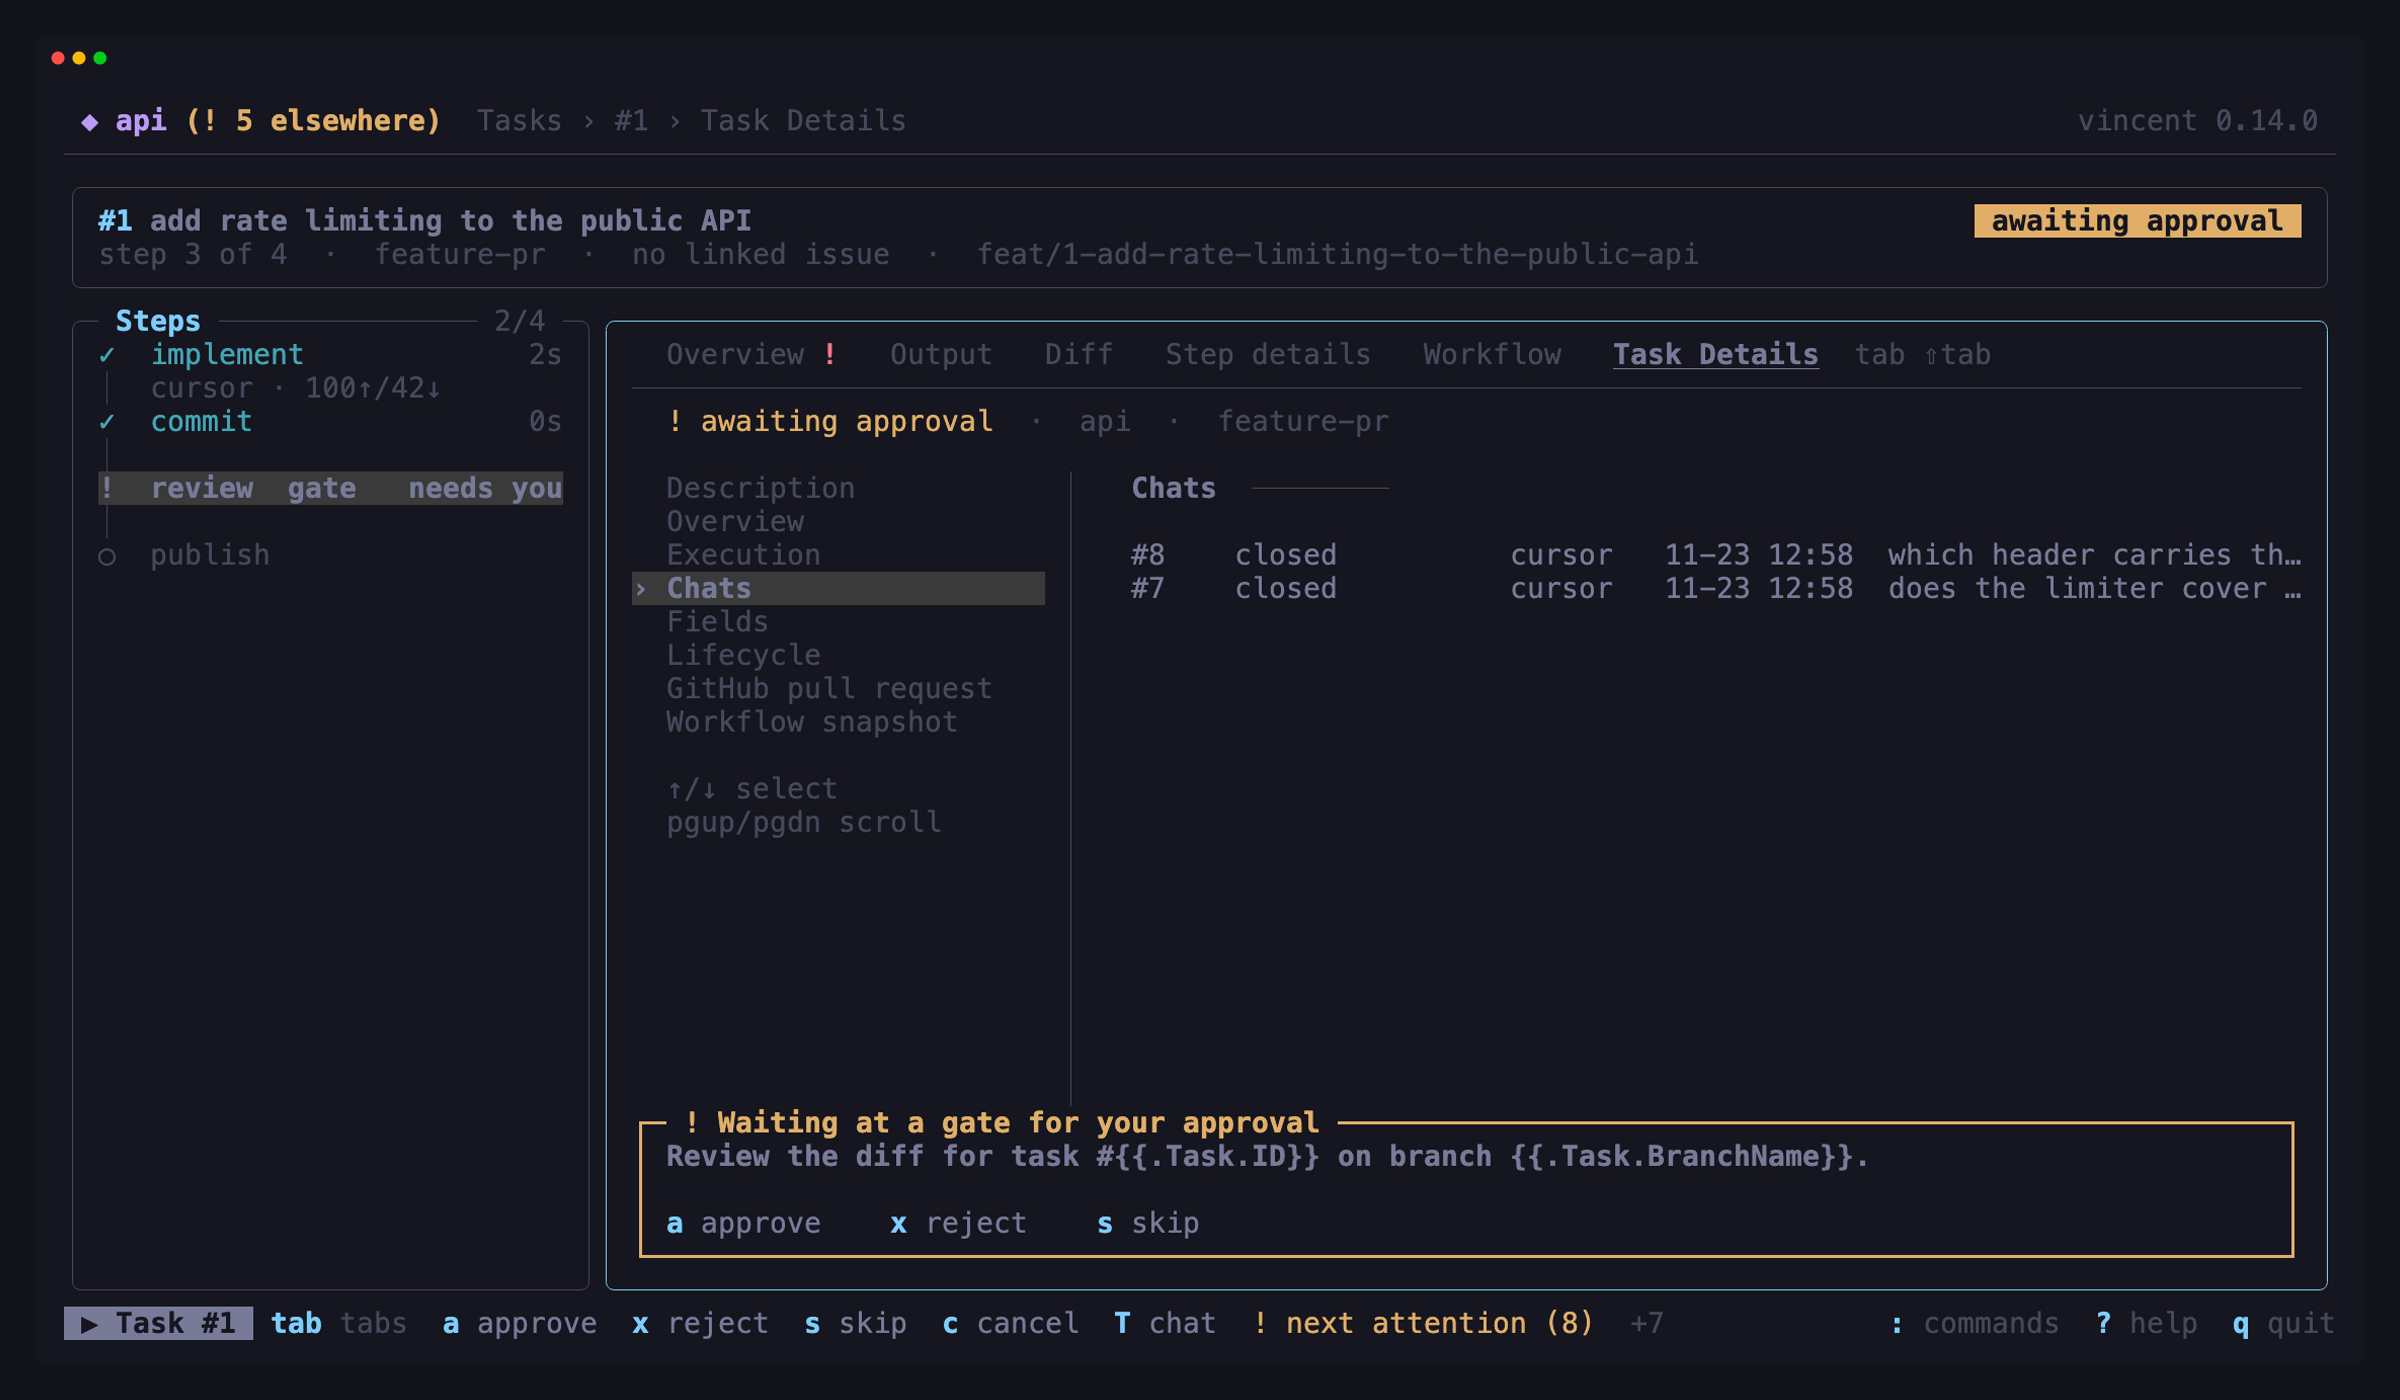 ◆ api (! 5 elsewhere)  Tasks › #1 › Task Details  vincent 0.14.0
#1 add rate limiting to the public API  awaiting approval
step 3 of 4  ·  feature-pr  ·  no linked issue  ·  feat/1-add-rate-limiting-to-the-public-api
Steps  2/4
✓ implement  2s
cursor · 100↑/42↓
✓ commit  0s
! review gate needs you
○ publish
Overview !  Output  Diff  Step details  Workflow  Task Details  tab ⇧tab
! awaiting approval  ·  api  ·  feature-pr
Description
Overview
Execution
› Chats
Fields
Lifecycle
GitHub pull request
Workflow snapshot
↑/↓ select
pgup/pgdn scroll
Chats
#8  closed  cursor  11-23 12:58  which header carries th…
#7  closed  cursor  11-23 12:58  does the limiter cover …
! Waiting at a gate for your approval
Review the diff for task #{{.Task.ID}} on branch {{.Task.BranchName}}.
a approve  x reject  s skip
▶ Task #1  tab tabs  a approve  x reject  s skip  c cancel  T chat  ! next attention (8)  +7  : commands  ? help  q quit